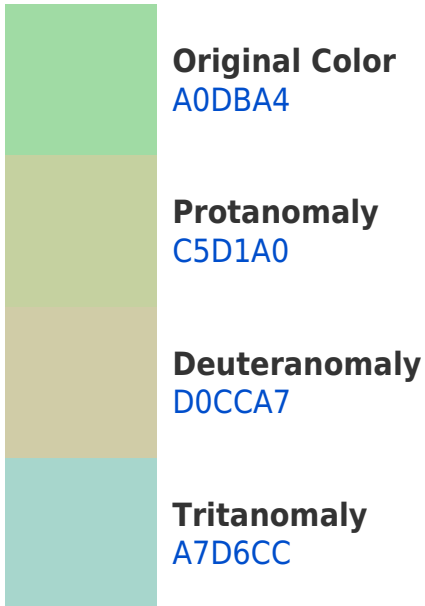 Original Color
A0DBA4
Protanomaly
C5D1A0
Deuteranomaly
D0CCA7
Tritanomaly
A7D6CC